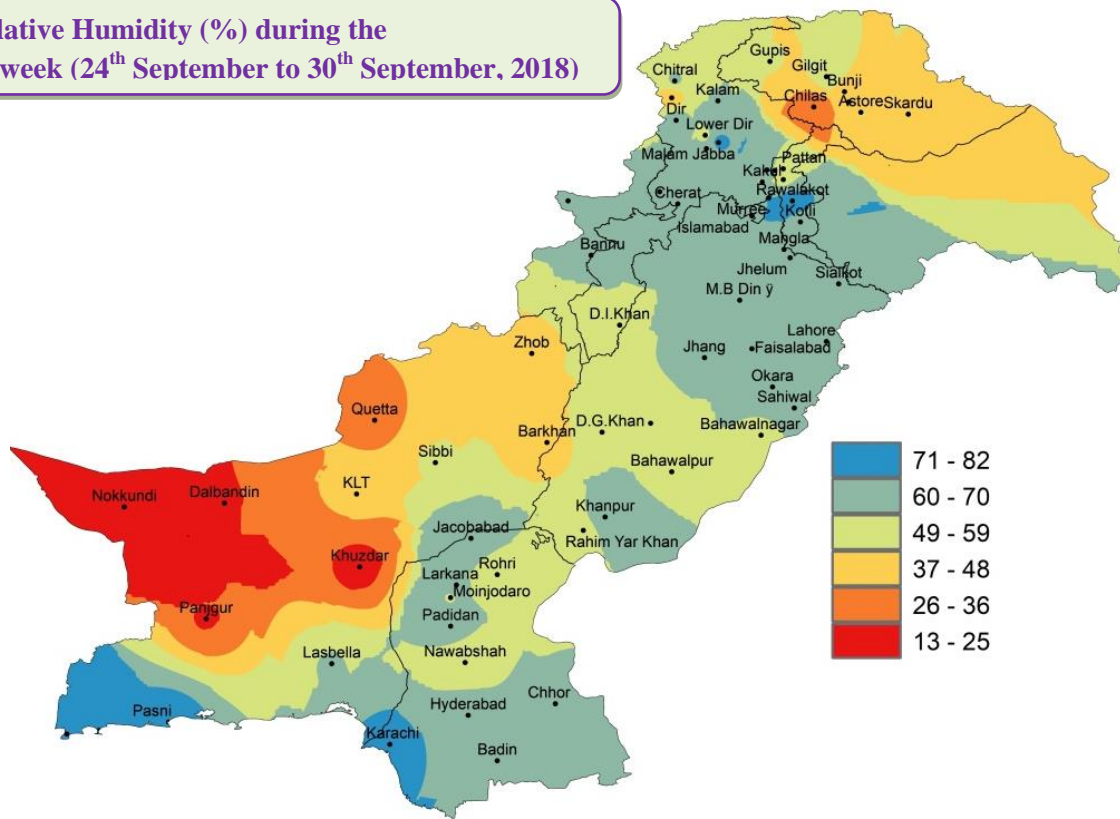 lative Humidity (%) during the
week (24th September to 30th September, 2018)
Gupis
Gilgit
Chitral
Bunji
Kalam
Chilas
Astore
Skardu
Dir
Lower Dir
Malam Jabba
Pattan
Kakul
Cherat
Rawalakot
Murree
Kotli
Islamabad
Mangla
Bannu
Jhelum
Sialkot
M.B Din ÿ
D.I.Khan
Lahore
Zhob
Jhang
Faisalabad
Okara
Sahiwal
Quetta
D.G.Khan
Bahawalnagar
Barkhan
Sibbi
Bahawalpur
KLT
Nokkundi
Dalbandin
Khanpur
Jacobabad
Rahim Yar Khan
Khuzdar
Rohri
Larkana
Moinjodaro
Panjgur
Padidan
Lasbella
Nawabshah
Chhor
Hyderabad
Pasni
Karachi
Badin
71 - 82
60 - 70
49 - 59
37 - 48
26 - 36
13 - 25